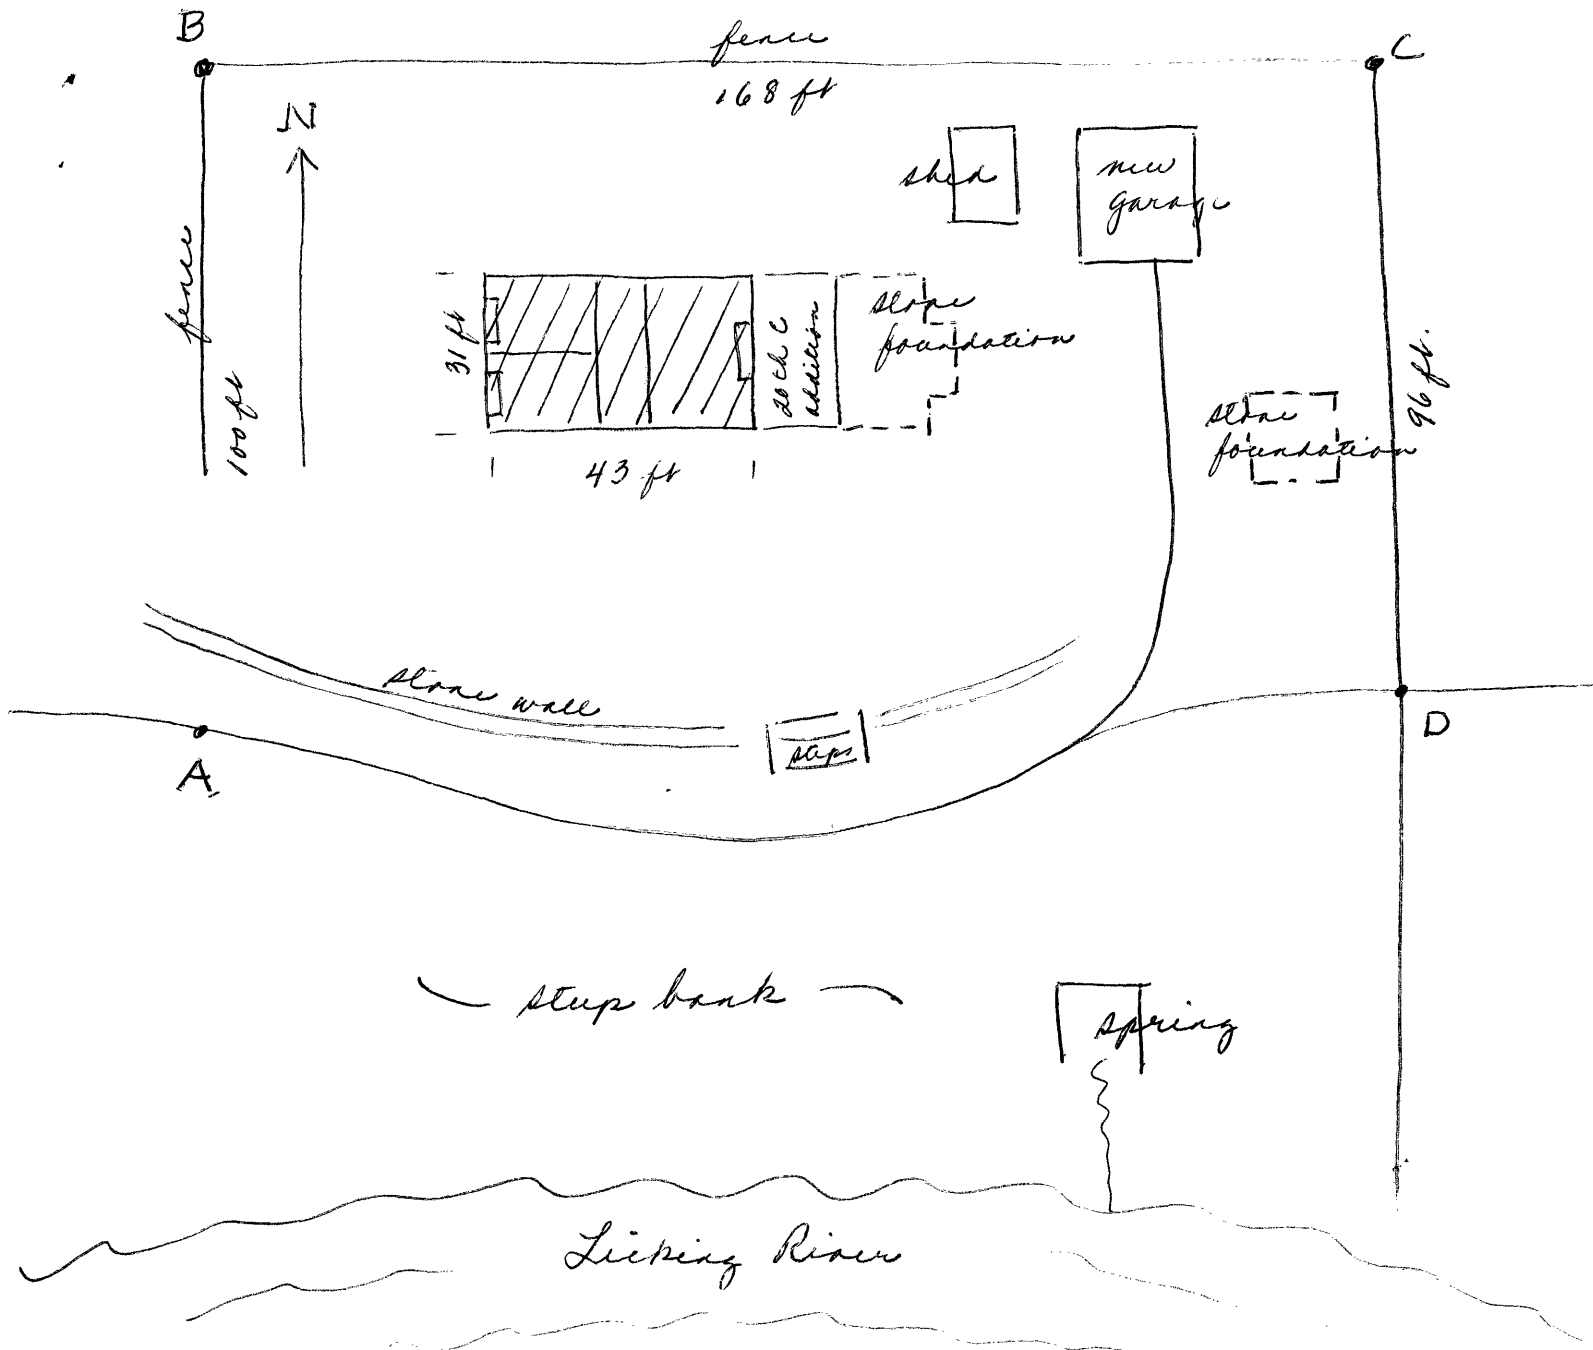 B
fence
C
168 ft
N
shed
new
garage
fence
31 ft
20th C
addition
stone
foundation
100 ft
43 ft
stone
foundation
96 ft.
stone wall
steps
A
D
steep bank
spring
Licking River